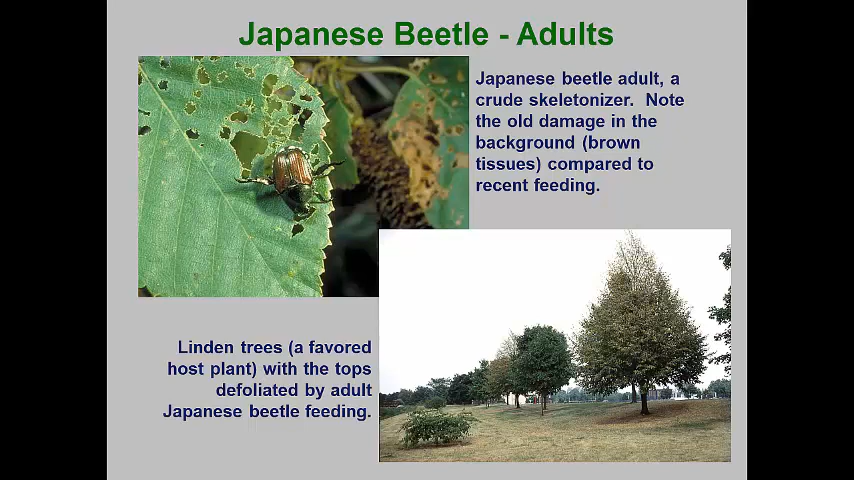 Japanese Beetle - Adults
Japanese beetle adult, a
crude skeletonizer.  Note
the old damage in the
background (brown
tissues) compared to
recent feeding.
Linden trees (a favored
host plant) with the tops
defoliated by adult
Japanese beetle feeding.